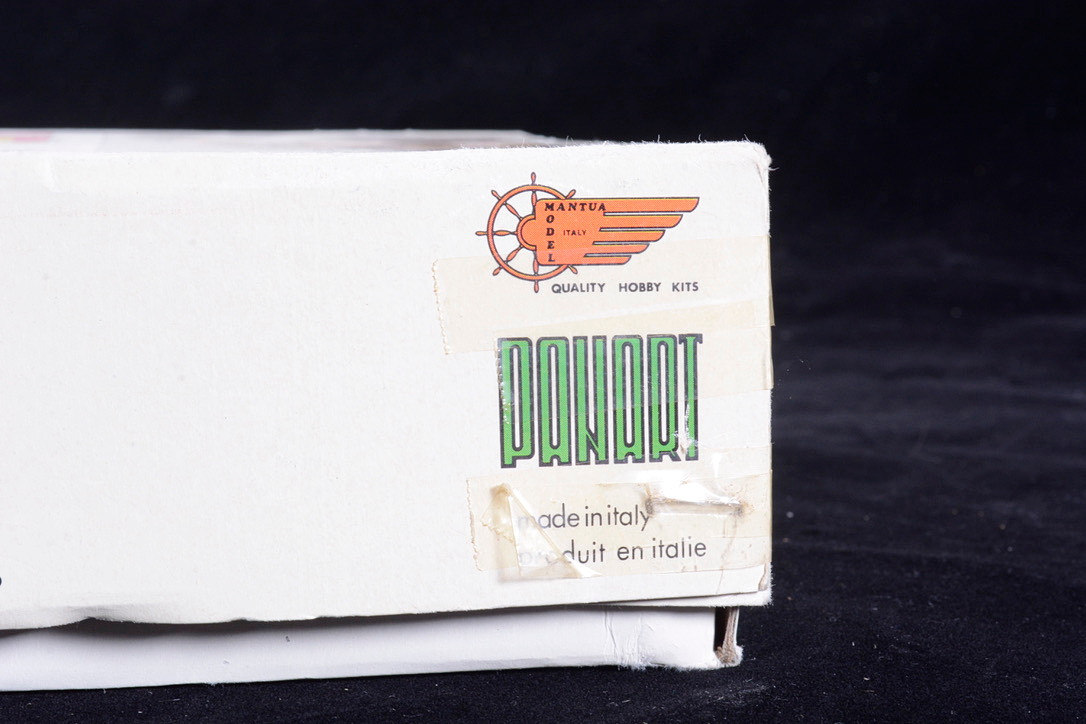 MANTUA
MODEL
ITALY
QUALITY HOBBY KITS
PANART
made in italy
produit en italie